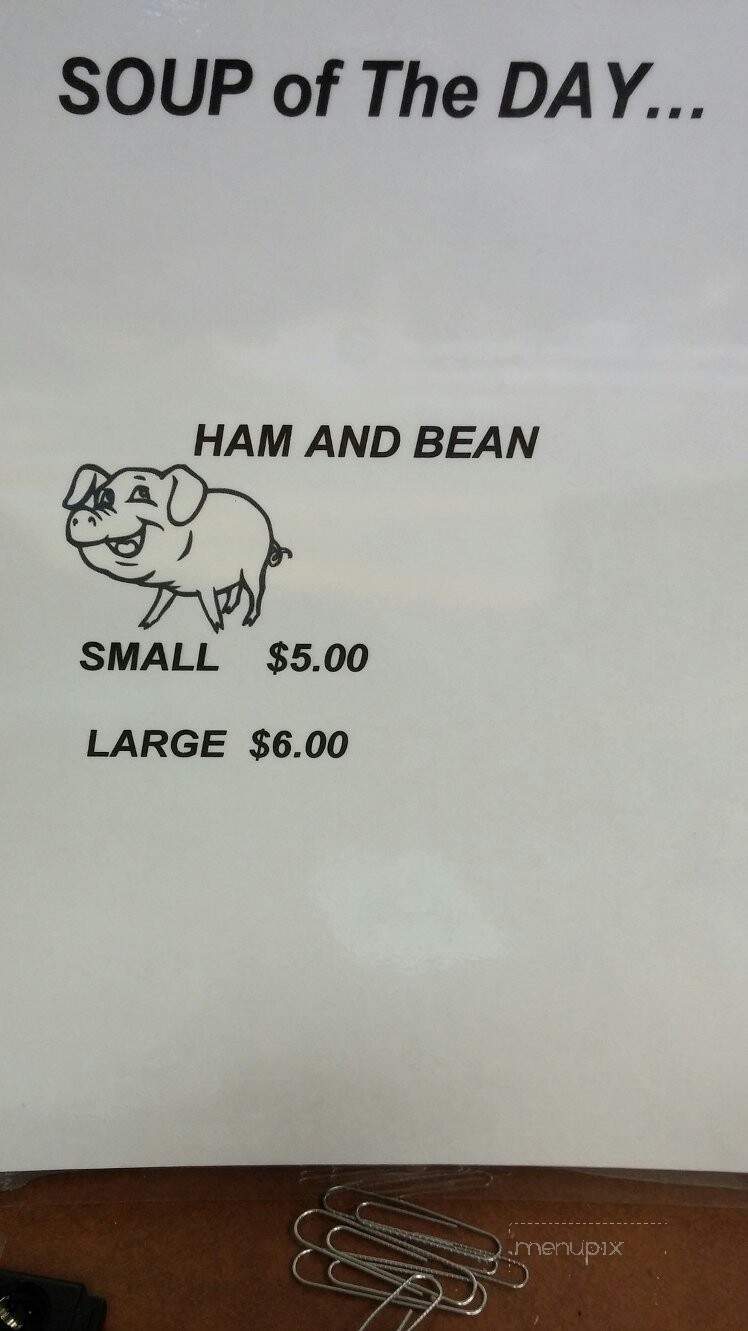 SOUP of The DAY...
HAM AND BEAN
SMALL $5.00
LARGE $6.00
menupix